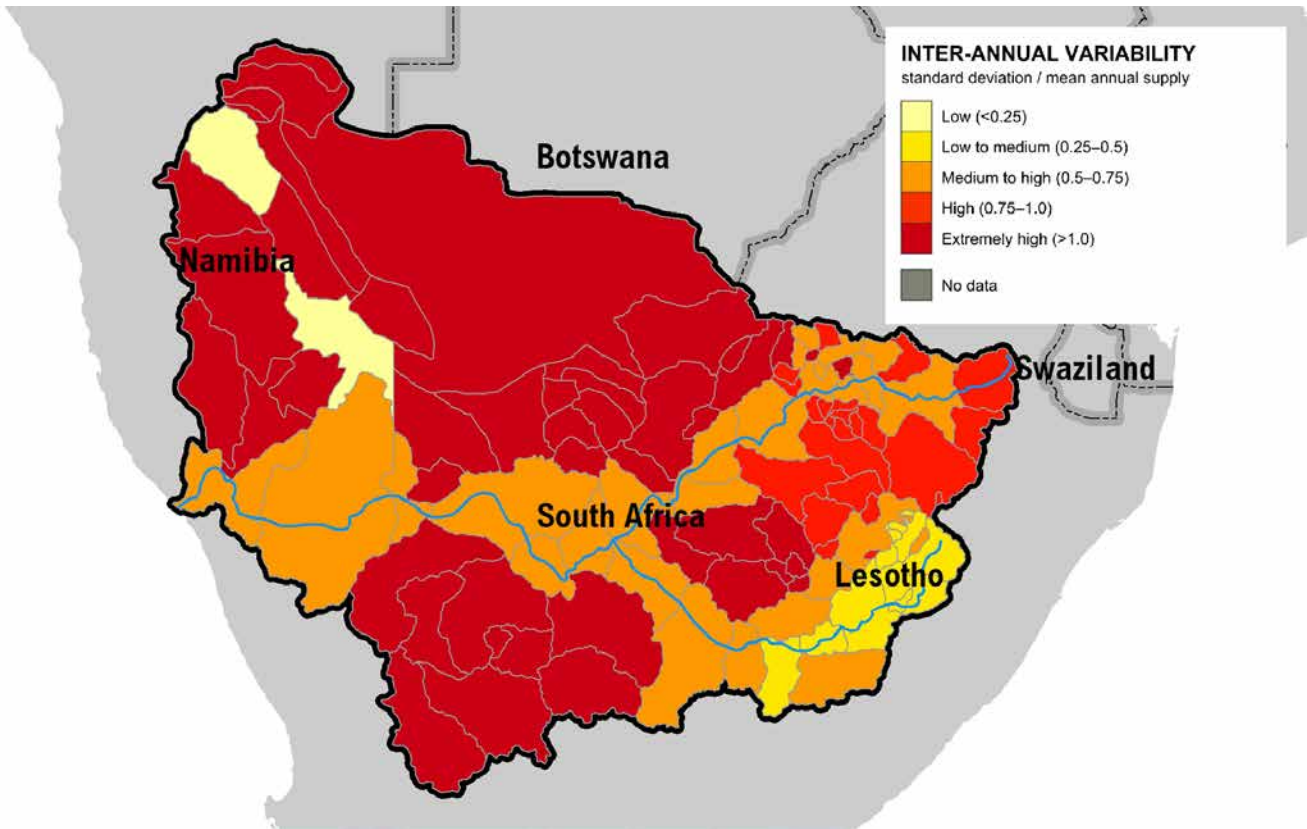 INTER-ANNUAL VARIABILITY
standard deviation / mean annual supply
Low (<0.25)
Low to medium (0.25–0.5)
Medium to high (0.5–0.75)
High (0.75–1.0)
Extremely high (>1.0)
No data
Botswana
Namibia
Swaziland
South Africa
Lesotho